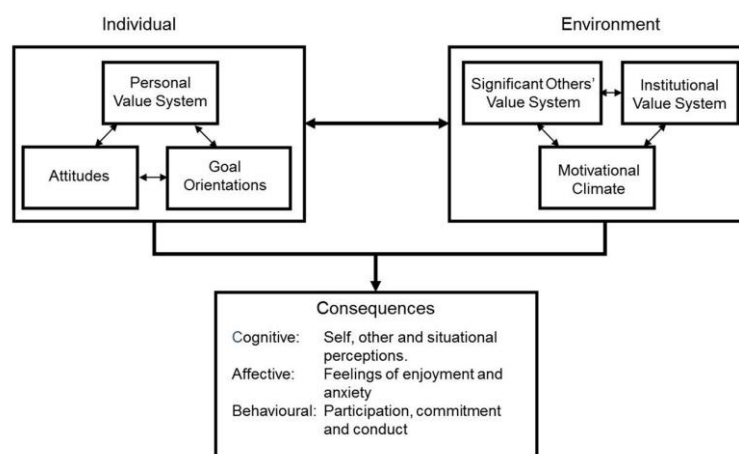 Individual
Environment
Personal
Value System
Attitudes
Goal
Orientations
Significant Others'
Value System
Institutional
Value System
Motivational
Climate
Consequences
Cognitive: Self, other and situational
perceptions.
Affective: Feelings of enjoyment and
anxiety
Behavioural: Participation, commitment
and conduct